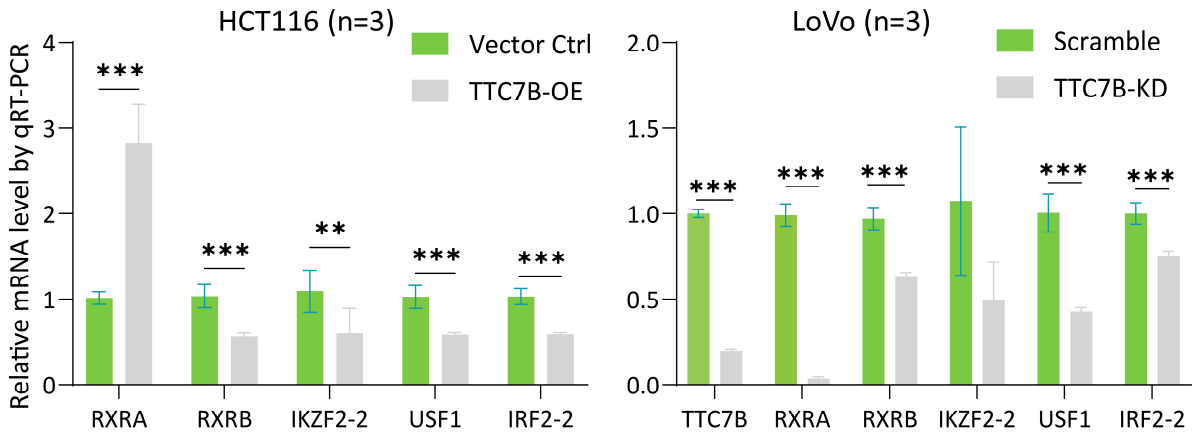 HCT116 (n=3)
Relative mRNA level by qRT-PCR
4
3
2
1
0
Vector Ctrl
TTC7B-OE
***
***
**
***
***
RXRA
RXRB
IKZF2-2
USF1
IRF2-2
LoVo (n=3)
2.0
1.5
1.0
0.5
0.0
Scramble
TTC7B-KD
***
***
***
***
***
TTC7B
RXRA
RXRB
IKZF2-2
USF1
IRF2-2